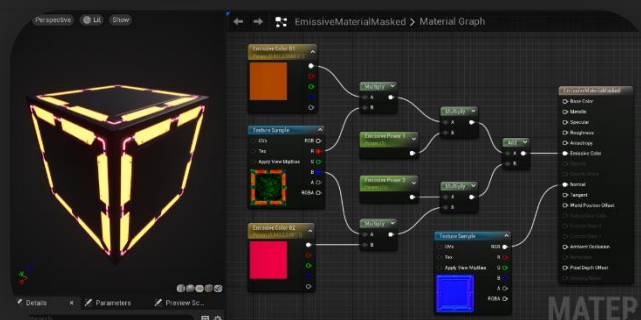 Perspective
Lit
Show
EmissiveMaterialMasked > Material Graph
Emissive Color 01
Multiply
A
B
Texture Sample
UVs
Tex
Apply View MipBias
RGB
R
G
B
A
RGBA
Emissive Power 1
Emissive Power 2
Multiply
A
B
Multiply
A
B
Add
A
B
Emissive Color 02
Multiply
A
B
Texture Sample
UVs
Tex
Apply View MipBias
RGB
R
G
B
A
RGBA
EmissiveMaterialMasked
Base Color
Metallic
Specular
Roughness
Anisotropy
Emissive Color
Normal
Tangent
World Position Offset
Ambient Occlusion
Pixel Depth Offset
Details
Parameters
Preview Sc...
MATER